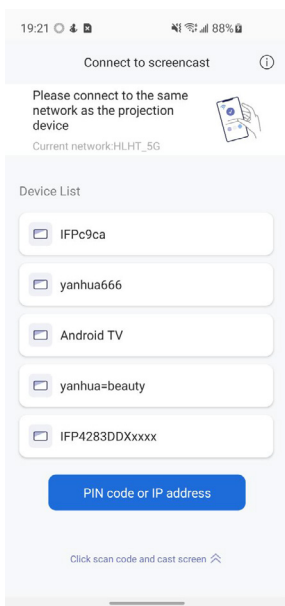 19:21 88%
Connect to screencast
Please connect to the same
network as the projection
device
Current network:HLHT_5G
Device List
IFPc9ca
yanhua666
Android TV
yanhua=beauty
IFP4283DDXxxxx
PIN code or IP address
Click scan code and cast screen